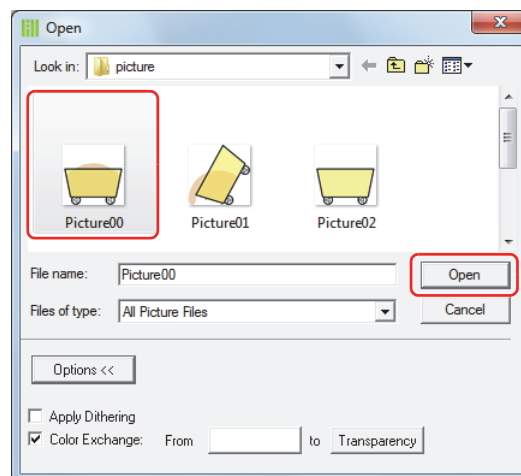 Open
Look in: picture
Picture00 Picture01 Picture02
File name: Picture00 Open
Files of type: All Picture Files Cancel
Options <<
Apply Dithering
Color Exchange: From to Transparency